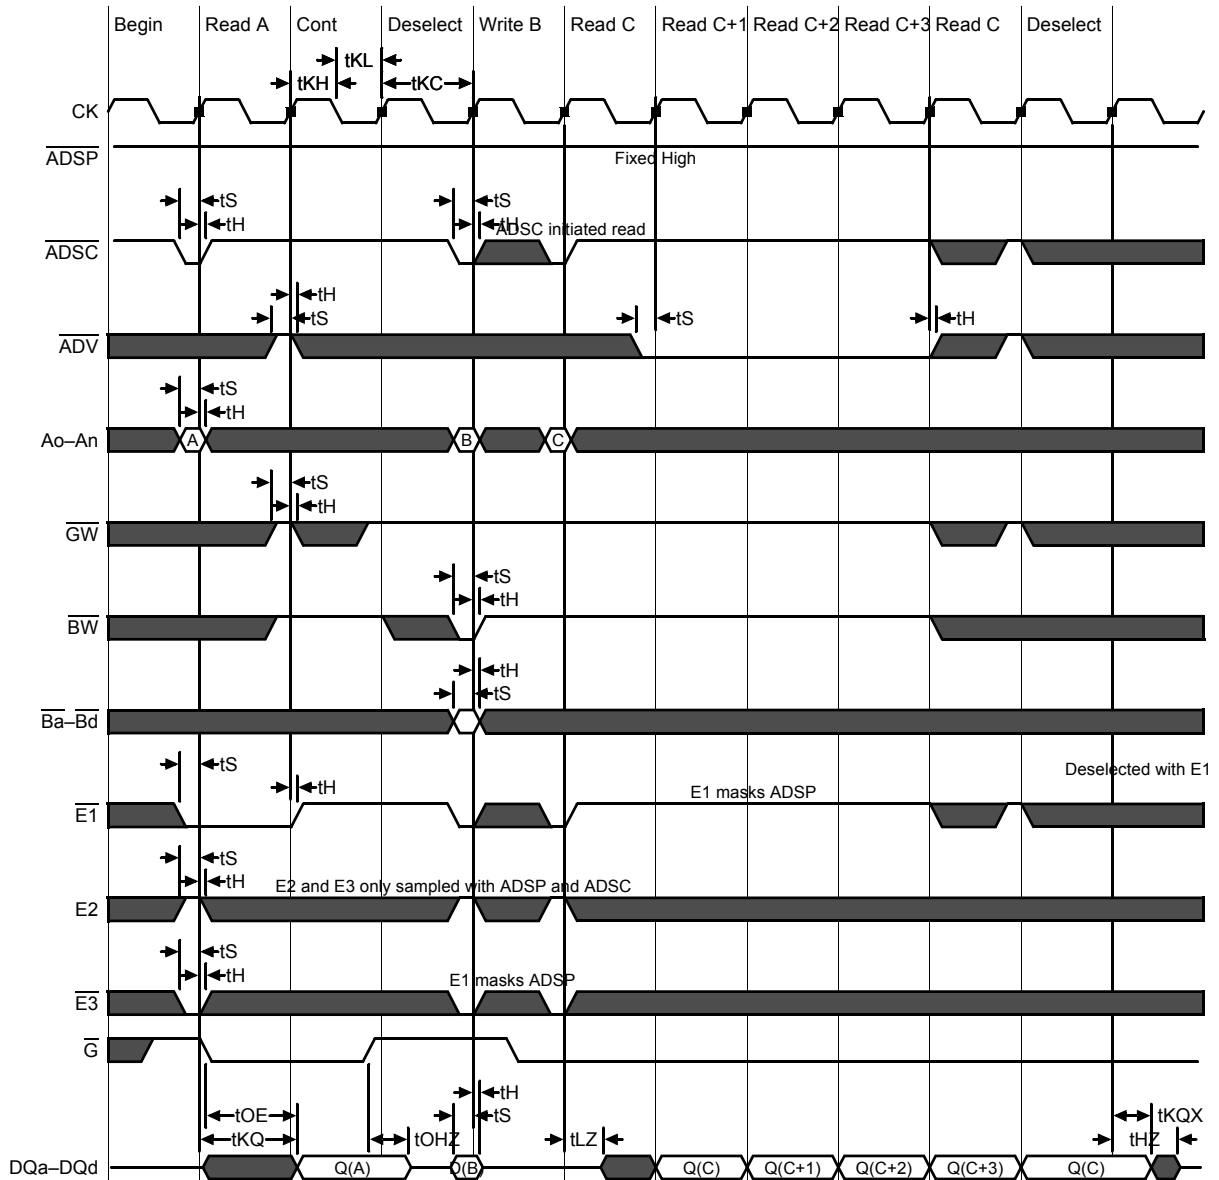 Begin Read A Cont Deselect Write B Read C Read C+1 Read C+2 Read C+3 Read C Deselect
tKL
tKH tKC
CK
ADSP
Fixed High
tS tS
tH tH
ADSC initiated read
ADSC
tH
tS tS tH
ADV
tS
tH
Ao–An A B C
tS
tH
GW
tS
tH
BW
tH
tS
Ba–Bd
tS
Deselected with E1
tH
E1 masks ADSP
E1
tS
tH
E2 and E3 only sampled with ADSP and ADSC
E2
tS
tH
E1 masks ADSP
E3
G
tH
tOE tS tKQX
tKQ tOHZ tLZ tHZ
DQa–DQd Q(A) D(B) Q(C) Q(C+1) Q(C+2) Q(C+3) Q(C)